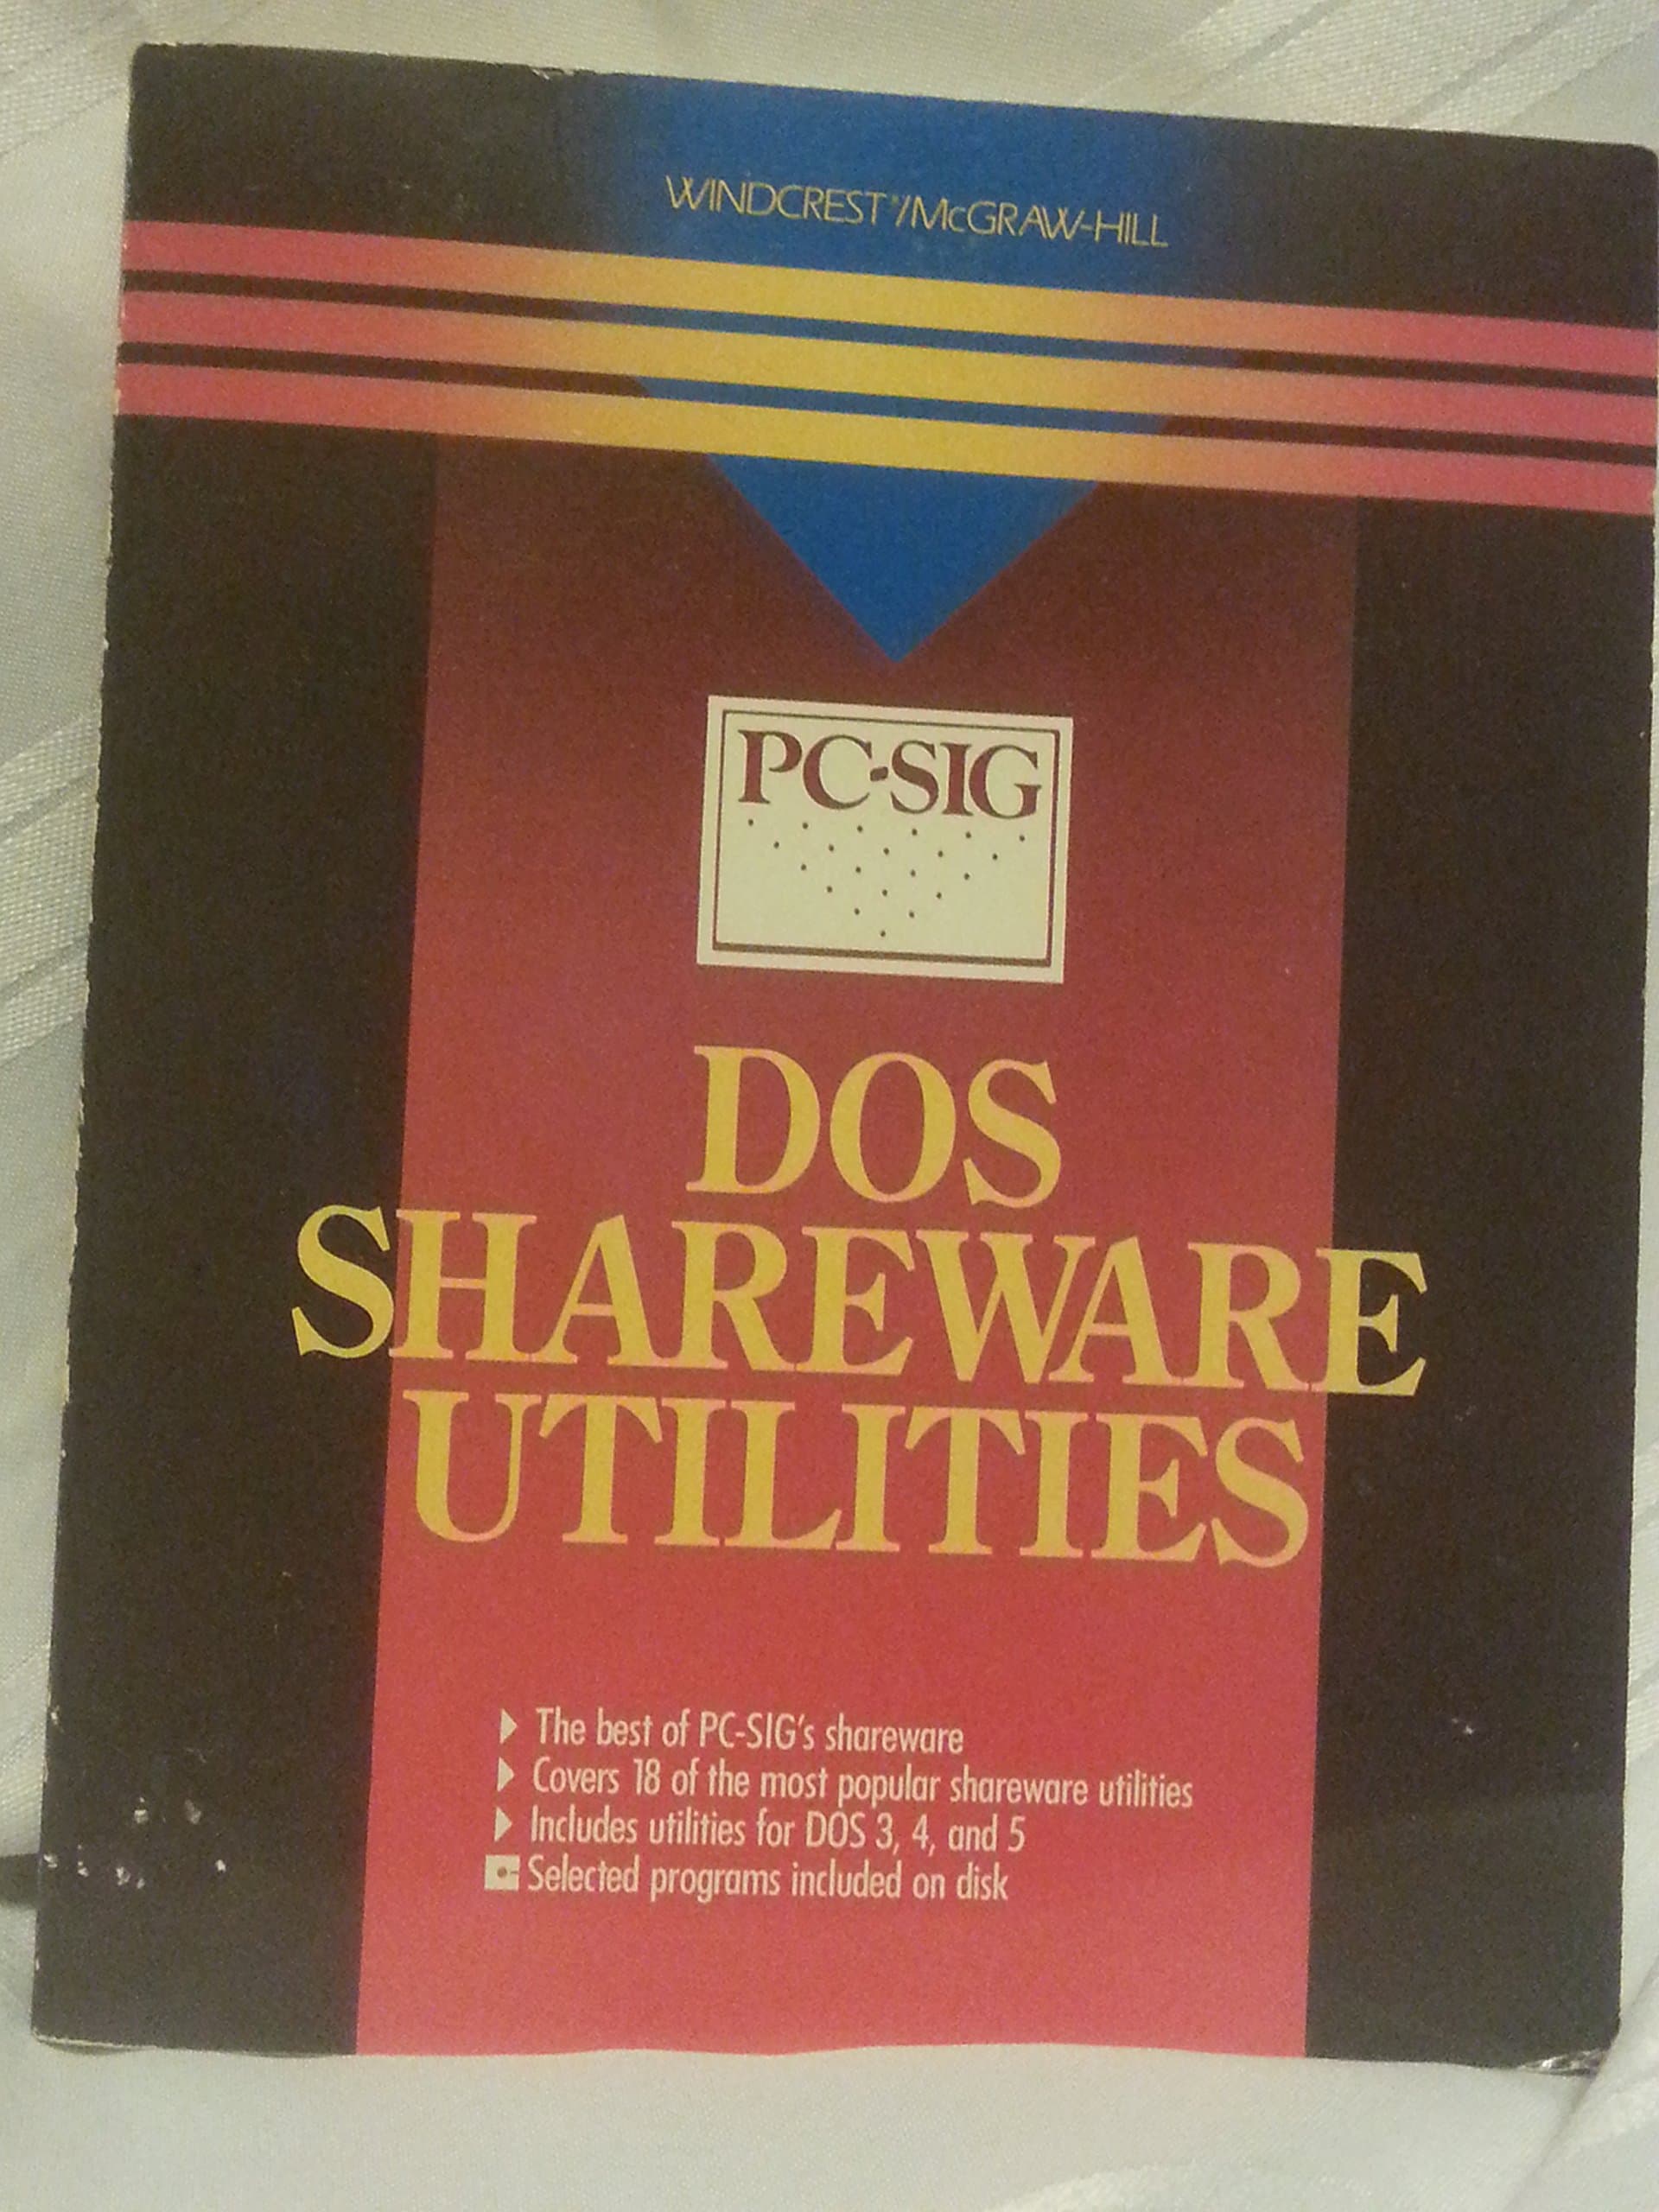 WINDCREST®/McGRAW-HILL
PC-SIG
DOS
SHAREWARE
UTILITIES
The best of PC-SIG's shareware
Covers 18 of the most popular shareware utilities
Includes utilities for DOS 3, 4, and 5
Selected programs included on disk